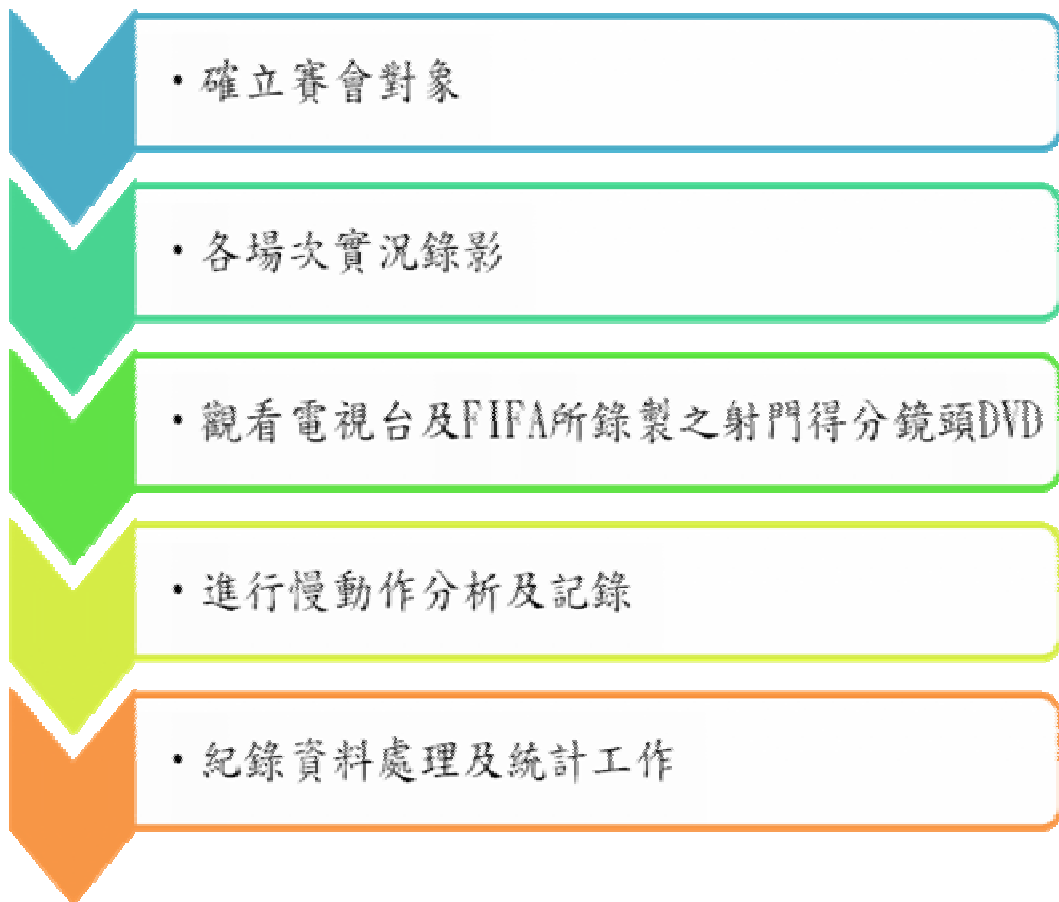 •確立賽會對象
•各場次實況錄影
•觀看電視台及FIFA所錄製之射門得分鏡頭DVD
•進行慢動作分析及記錄
•紀錄資料處理及統計工作